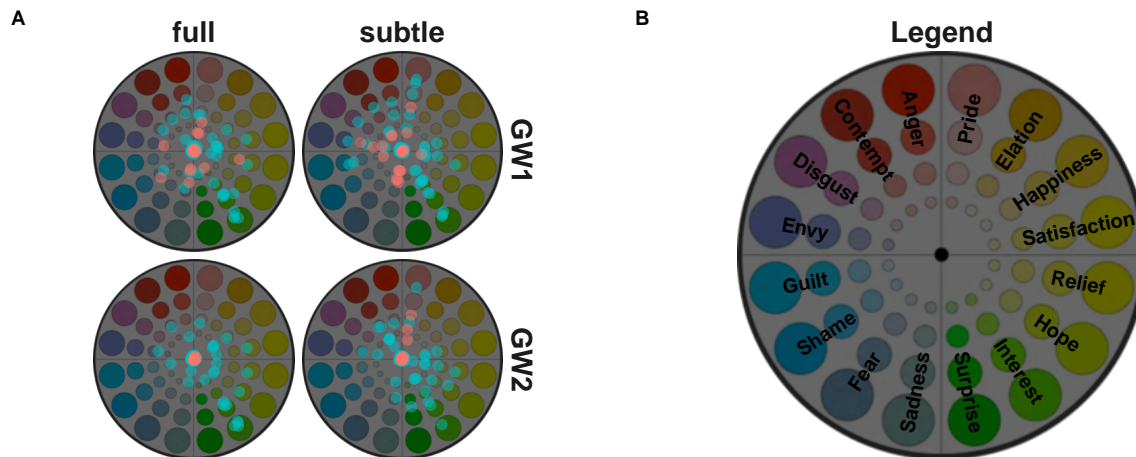 A
B
full
subtle
Legend
GW1
GW2
Anger
Pride
Contempt
Elation
Disgust
Happiness
Envy
Satisfaction
Guilt
Relief
Shame
Hope
Fear
Interest
Sadness
Surprise